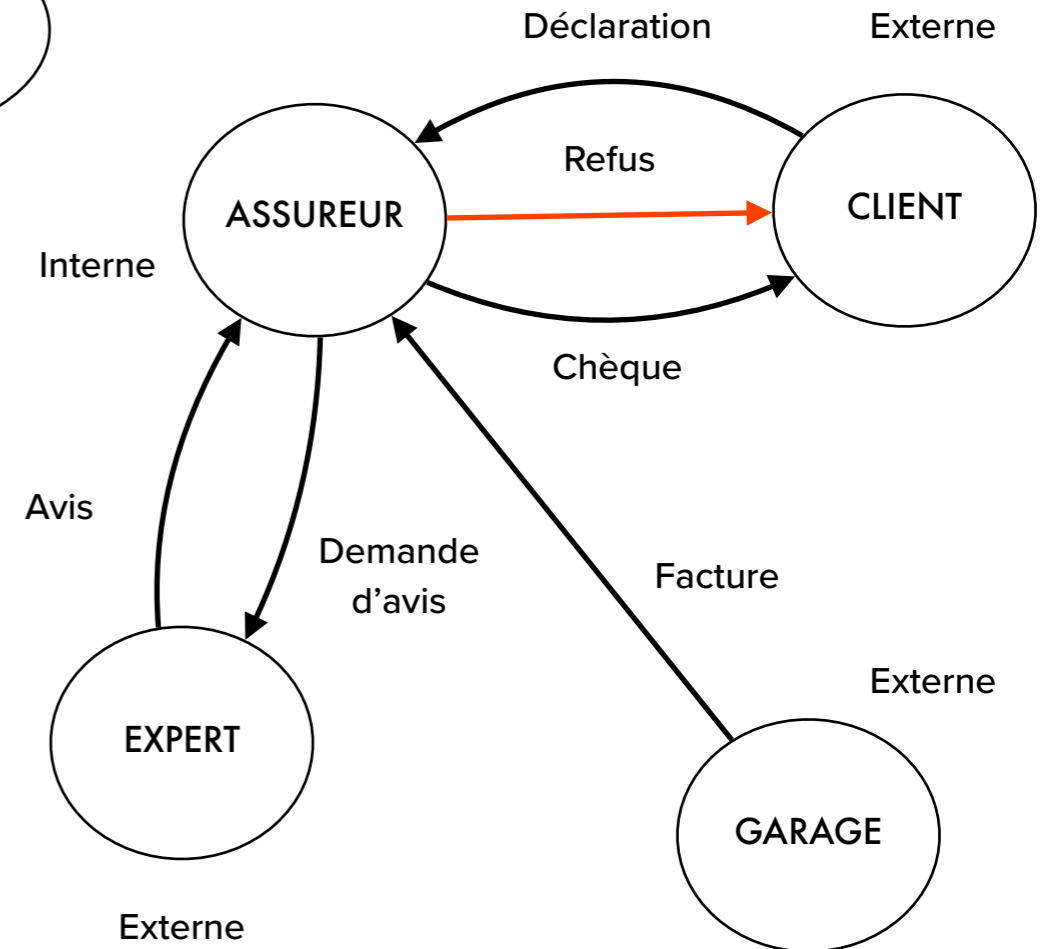 Déclaration
Externe
Refus
ASSUREUR
CLIENT
Interne
Chèque
Avis
Demande
d’avis
Facture
Externe
EXPERT
GARAGE
Externe